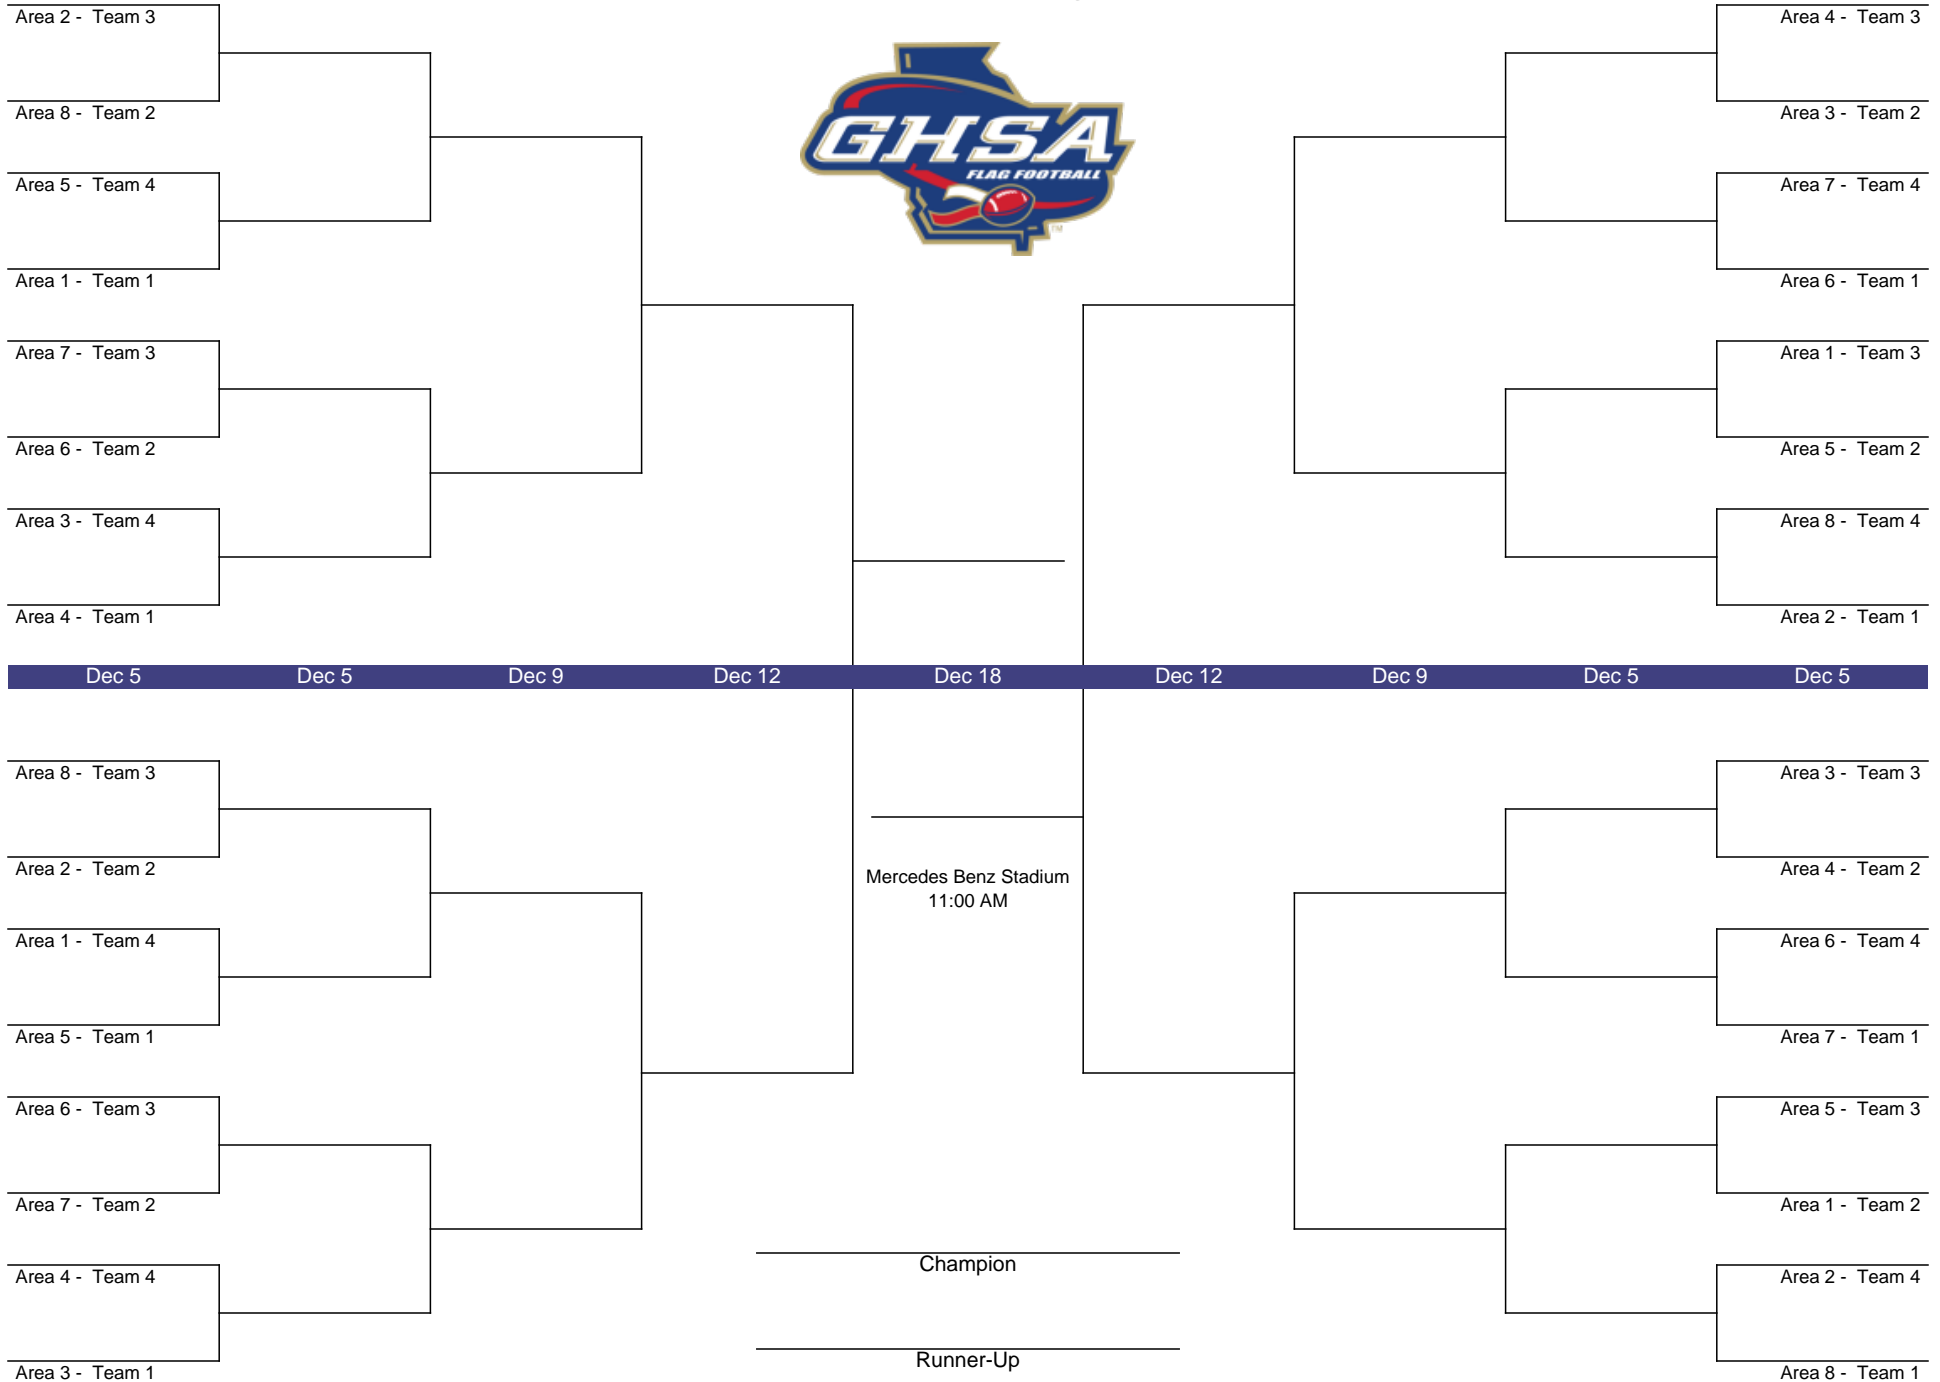 Area 2 - Team 3
Area 4 - Team 3
GHSA
FLAG FOOTBALL
TM
Area 8 - Team 2
Area 3 - Team 2
Area 5 - Team 4
Area 7 - Team 4
Area 1 - Team 1
Area 6 - Team 1
Area 7 - Team 3
Area 1 - Team 3
Area 6 - Team 2
Area 5 - Team 2
Area 3 - Team 4
Area 8 - Team 4
Area 4 - Team 1
Area 2 - Team 1
Dec 5 Dec 5 Dec 9 Dec 12 Dec 18 Dec 12 Dec 9 Dec 5 Dec 5
Area 8 - Team 3
Area 3 - Team 3
Area 2 - Team 2
Area 4 - Team 2
Mercedes Benz Stadium
11:00 AM
Area 1 - Team 4
Area 6 - Team 4
Area 5 - Team 1
Area 7 - Team 1
Area 6 - Team 3
Area 5 - Team 3
Area 7 - Team 2
Area 1 - Team 2
Champion
Area 4 - Team 4
Area 2 - Team 4
Runner-Up
Area 3 - Team 1
Area 8 - Team 1